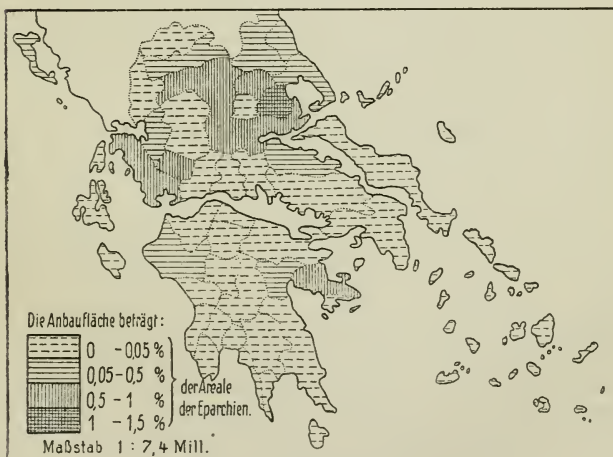 Die Anbaufläche beträgt:
0 – 0,05 %
0,05 – 0,5 %
0,5 – 1 %
1 – 1,5 %
der Areale
der Eparchien.
Maßstab 1 : 7,4 Mill.